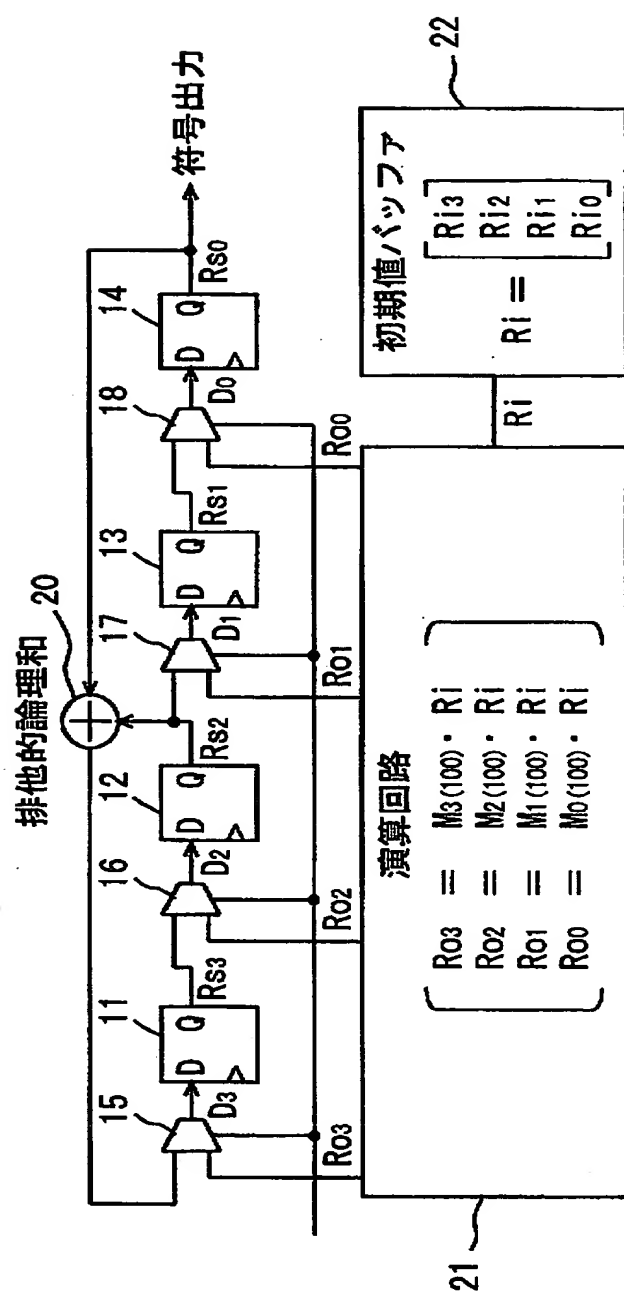 排他的論理和
20
15
11
16
12
17
13
18
14
D Q
D Q
D Q
D Q
D3
Rs3
D2
Rs2
D1
Rs1
D0
Rs0
符号出力
Ro3
Ro2
Ro1
Ro0
演算回路
Ro3 = M3(100)・Ri
Ro2 = M2(100)・Ri
Ro1 = M1(100)・Ri
Ro0 = M0(100)・Ri
21
Ri
初期値バッファ
Ri =
Ri3
Ri2
Ri1
Ri0
22